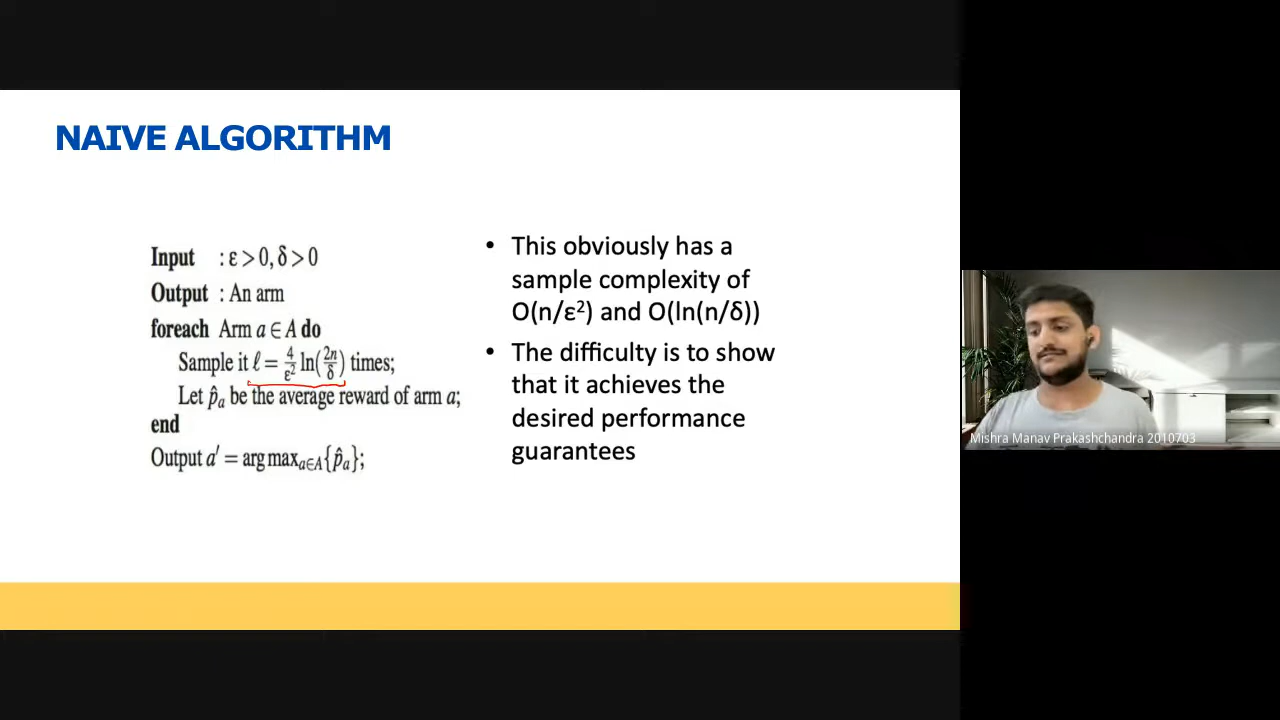 NAIVE ALGORITHM
Input : ε > 0, δ > 0
Output : An arm
foreach Arm a ∈ A do
Sample it ℓ = 4/ε² ln(2n/δ) times;
Let p̂ₐ be the average reward of arm a;
end
Output a′ = arg maxₐ∈A{p̂ₐ};
• This obviously has a
sample complexity of
O(n/ε²) and O(ln(n/δ))
• The difficulty is to show
that it achieves the
desired performance
guarantees
Mishra Manav Prakashchandra 2010703